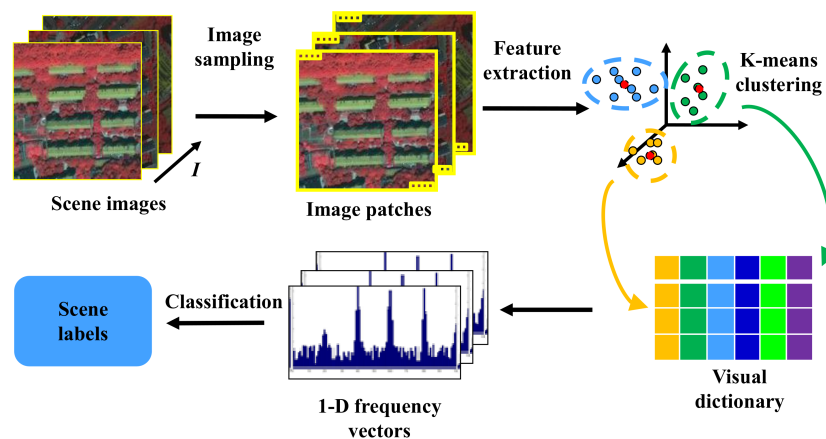 Image
sampling
Feature
extraction
K-means
clustering
I
Scene images
Image patches
Scene
labels
Classification
1-D frequency
vectors
Visual
dictionary